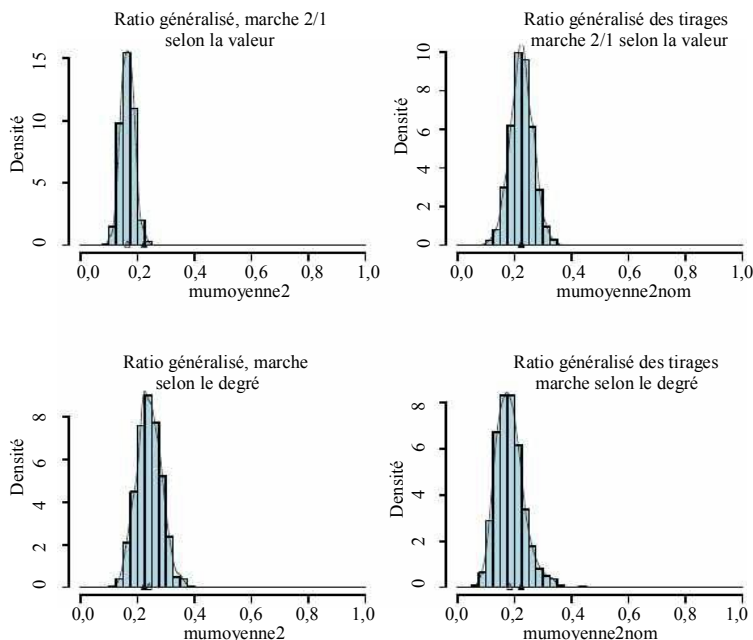 Ratio généralisé, marche 2/1
selon la valeur
Densité
15
10
5
0
0,0 0,2 0,4 0,6 0,8 1,0
mumoyenne2
Ratio généralisé des tirages
marche 2/1 selon la valeur
Densité
10
8
6
4
2
0
0,0 0,2 0,4 0,6 0,8 1,0
mumoyenne2nom
Ratio généralisé, marche
selon le degré
Densité
8
6
4
2
0
0,0 0,2 0,4 0,6 0,8 1,0
mumoyenne2
Ratio généralisé des tirages
marche selon le degré
Densité
8
6
4
2
0
0,0 0,2 0,4 0,6 0,8 1,0
mumoyenne2nom